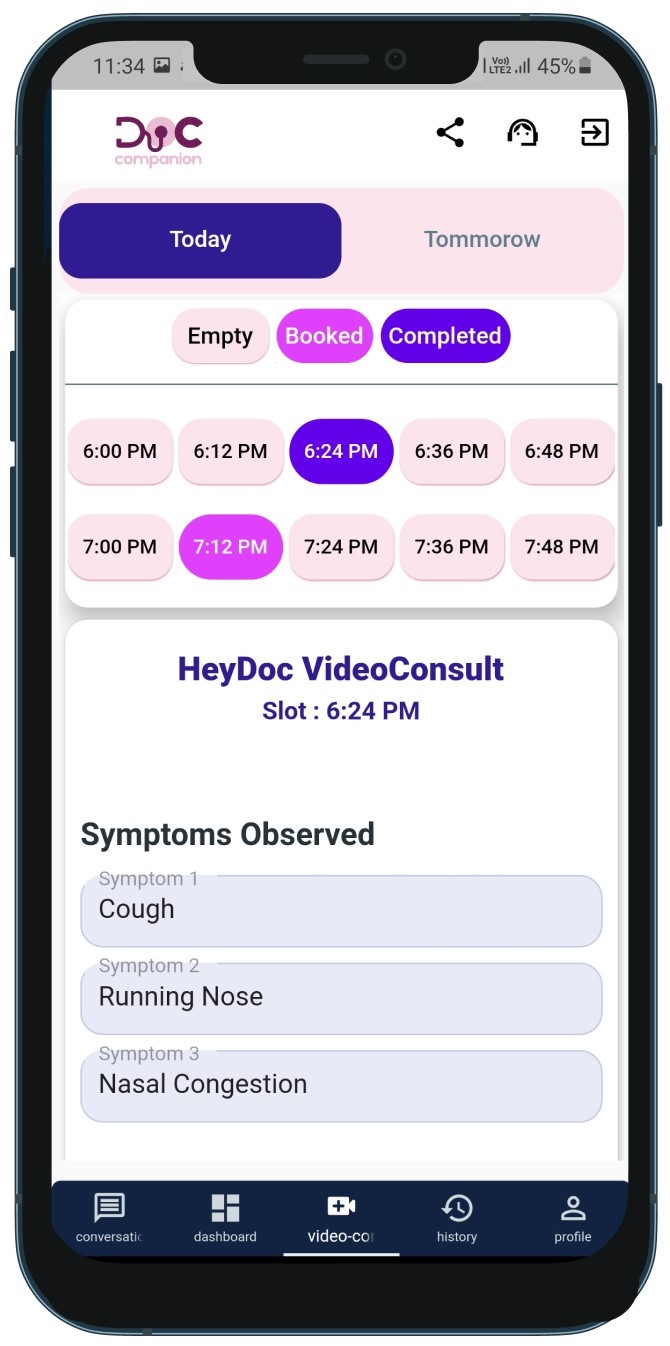 11:34
Vo))
LTE2
45%
DOC
companion
Today
Tommorow
Empty Booked Completed
6:00 PM 6:12 PM 6:24 PM 6:36 PM 6:48 PM
7:00 PM 7:12 PM 7:24 PM 7:36 PM 7:48 PM
HeyDoc VideoConsult
Slot : 6:24 PM
Symptoms Observed
Symptom 1
Cough
Symptom 2
Running Nose
Symptom 3
Nasal Congestion
conversatic dashboard video-cor history profile